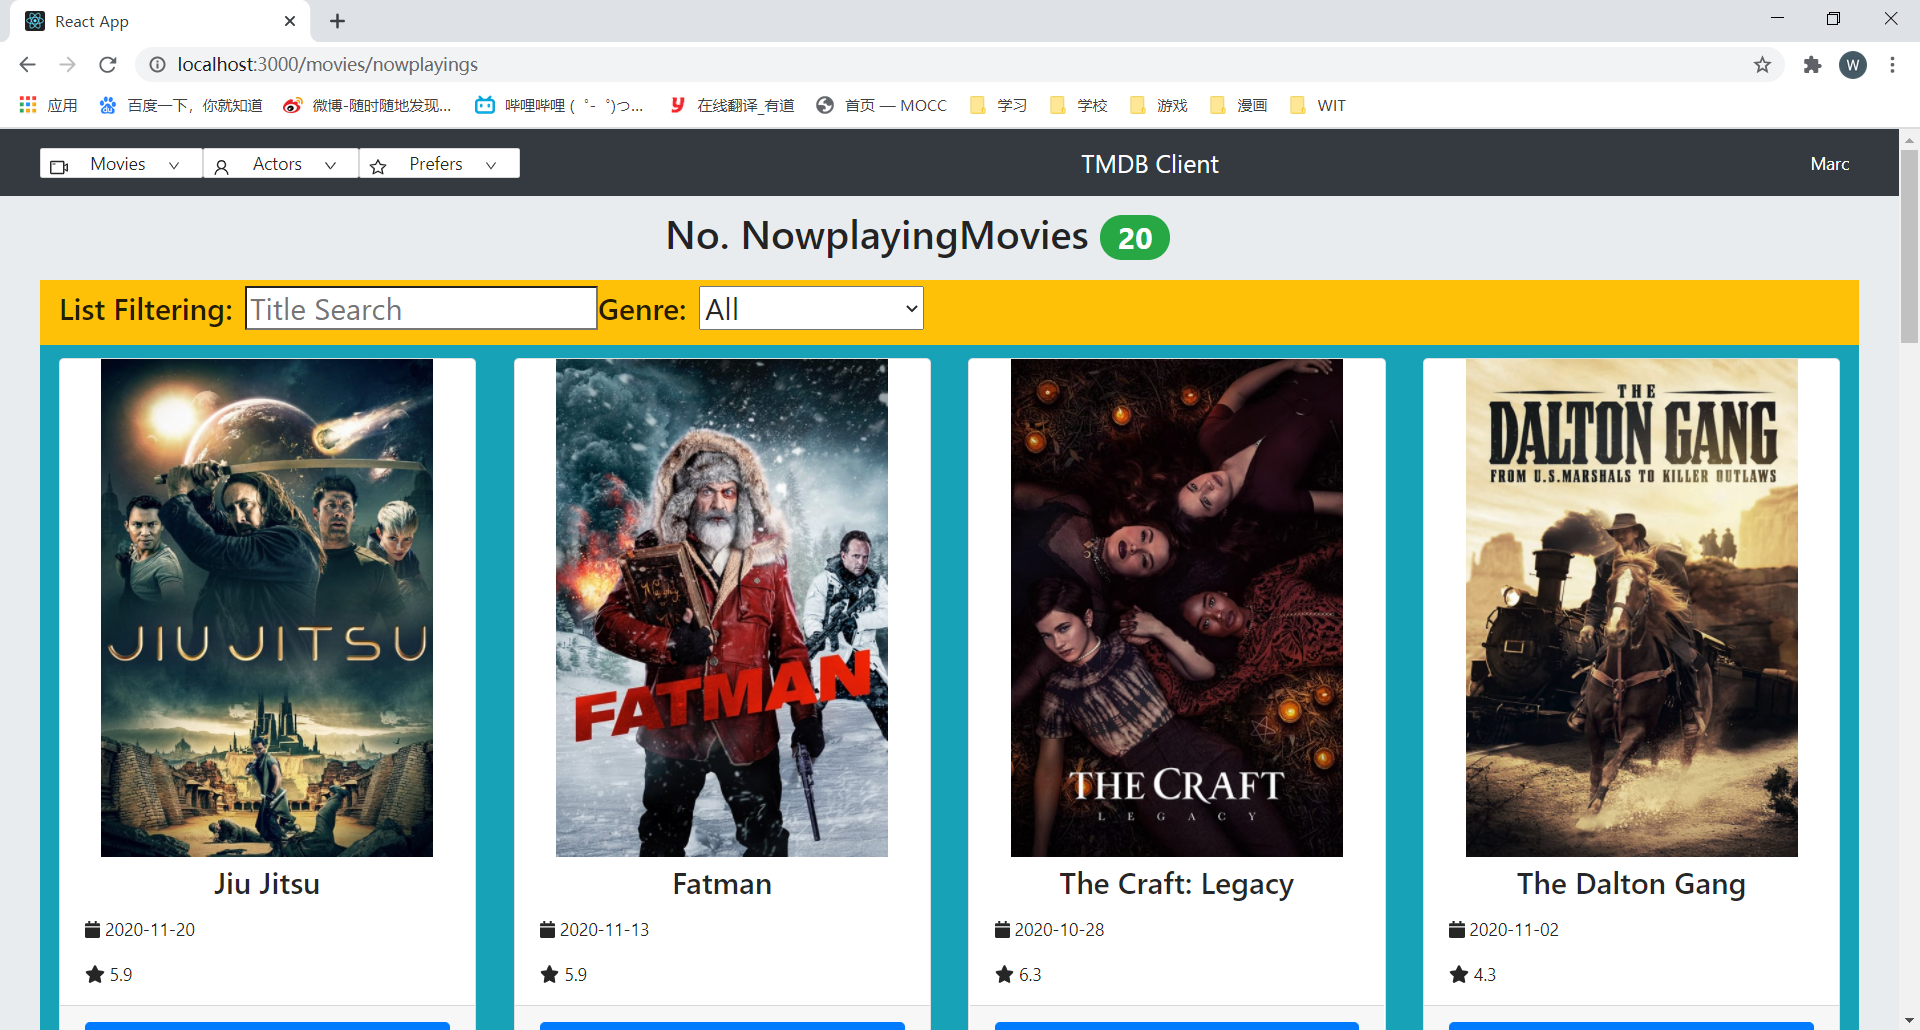 React App
localhost:3000/movies/nowplayings
W
应用 百度一下，你就知道 微博-随时随地发现... 哔哩哔哩 ( ゜- ゜)つ... 在线翻译_有道 首页 — MOCC 学习 学校 游戏 漫画 WIT
Movies Actors Prefers TMDB Client Marc
No. NowplayingMovies 20
List Filtering: Title Search Genre: All
JIU JITSU
FATMAN
THE CRAFT
LEGACY
THE
DALTON GANG
FROM U.S.MARSHALS TO KILLER OUTLAWS
Jiu Jitsu Fatman The Craft: Legacy The Dalton Gang
2020-11-20 2020-11-13 2020-10-28 2020-11-02
5.9 5.9 6.3 4.3